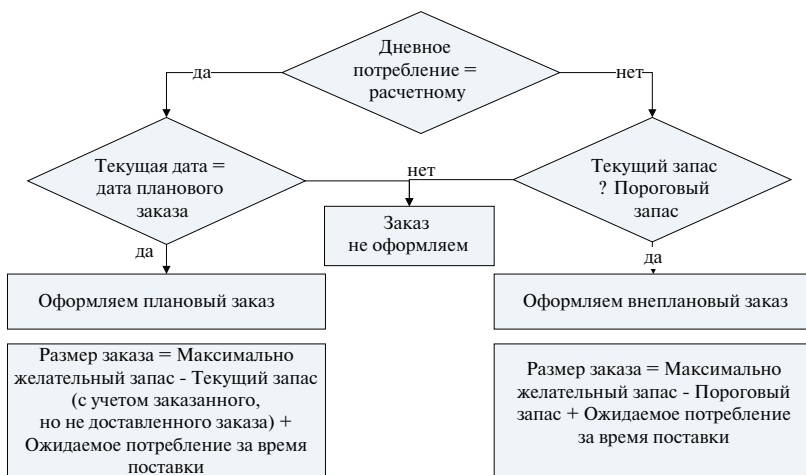 Дневное
потребление =
расчетному
да
нет
Текущая дата =
дата планового
заказа
нет
Текущий запас
? Пороговый
запас
Заказ
не оформляем
да
да
Оформляем плановый заказ
Оформляем внеплановый заказ
Размер заказа = Максимально
желательный запас - Текущий запас
(с учетом заказанного,
но не доставленного заказа) +
Ожидаемое потребление за время
поставки
Размер заказа = Максимально
желательный запас - Пороговый
запас + Ожидаемое потребление
за время поставки